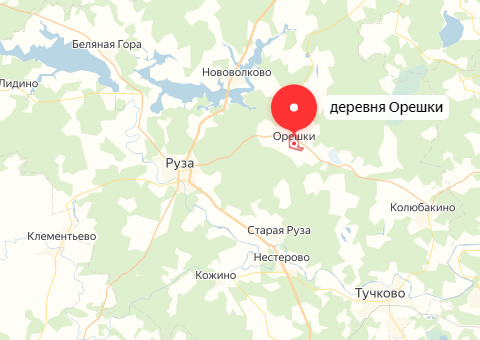 Беляная Гора
Нововолково
Лидино
деревня Орешки
Орешки
Руза
Колюбакино
Старая Руза
Клементьево
Нестерово
Кожино
Тучково